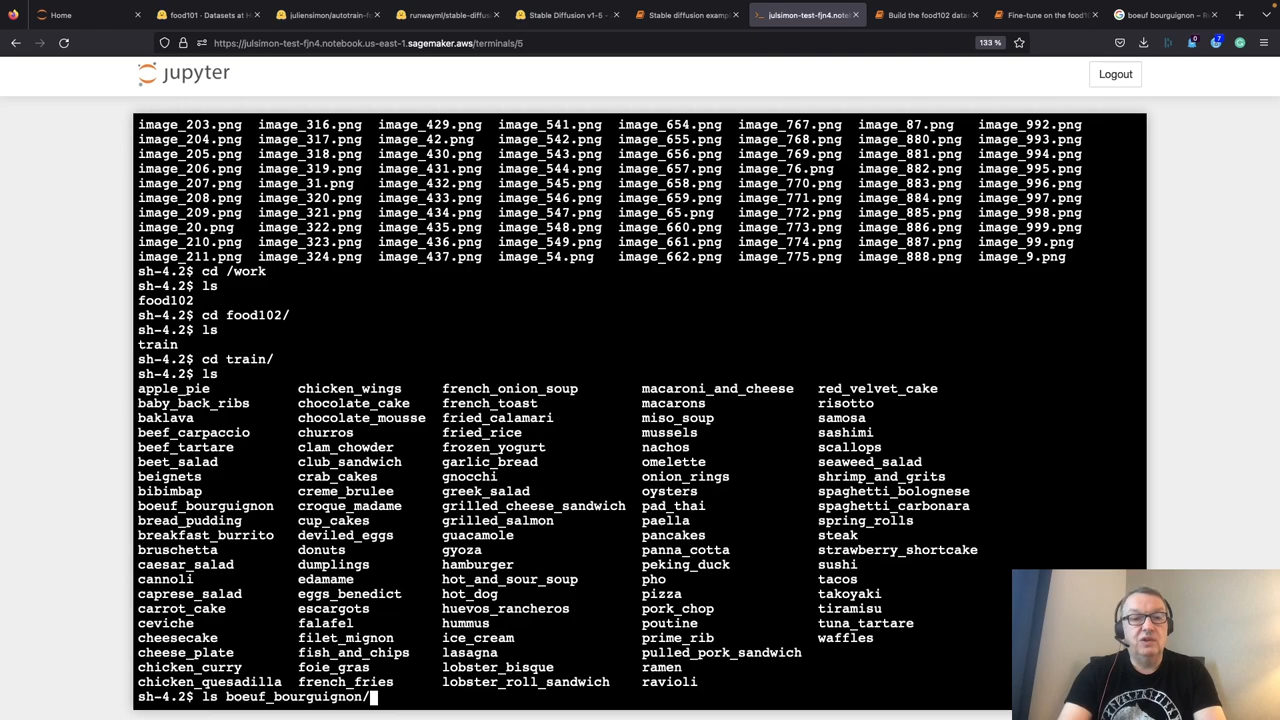 Home
food101 · Datasets at H
juliensimon/autotrain-fo
runwayml/stable-diffus
Stable Diffusion v1-5 - 
Stable diffusion examp
julsimon-test-fjn4.notebo
Build the food102 datas
Fine-tune on the food10
boeuf bourguignon – R
https://julsimon-test-fjn4.notebook.us-east-1.sagemaker.aws/terminals/5
133 %
0
7
jupyter
Logout
image_203.png image_316.png image_429.png image_541.png image_654.png image_767.png image_87.png image_992.png
image_204.png image_317.png image_42.png image_542.png image_655.png image_768.png image_880.png image_993.png
image_205.png image_318.png image_430.png image_543.png image_656.png image_769.png image_881.png image_994.png
image_206.png image_319.png image_431.png image_544.png image_657.png image_76.png image_882.png image_995.png
image_207.png image_31.png image_432.png image_545.png image_658.png image_770.png image_883.png image_996.png
image_208.png image_320.png image_433.png image_546.png image_659.png image_771.png image_884.png image_997.png
image_209.png image_321.png image_434.png image_547.png image_65.png image_772.png image_885.png image_998.png
image_20.png image_322.png image_435.png image_548.png image_660.png image_773.png image_886.png image_999.png
image_210.png image_323.png image_436.png image_549.png image_661.png image_774.png image_887.png image_99.png
image_211.png image_324.png image_437.png image_54.png image_662.png image_775.png image_888.png image_9.png
sh-4.2$ cd /work
sh-4.2$ ls
food102
sh-4.2$ cd food102/
sh-4.2$ ls
train
sh-4.2$ cd train/
sh-4.2$ ls
apple_pie chicken_wings french_onion_soup macaroni_and_cheese red_velvet_cake
baby_back_ribs chocolate_cake french_toast macarons risotto
baklava chocolate_mousse fried_calamari miso_soup samosa
beef_carpaccio churros fried_rice mussels sashimi
beef_tartare clam_chowder frozen_yogurt nachos scallops
beet_salad club_sandwich garlic_bread omelette seaweed_salad
beignets crab_cakes gnocchi onion_rings shrimp_and_grits
bibimbap creme_brulee greek_salad oysters spaghetti_bolognese
boeuf_bourguignon croque_madame grilled_cheese_sandwich pad_thai spaghetti_carbonara
bread_pudding cup_cakes grilled_salmon paella spring_rolls
breakfast_burrito deviled_eggs guacamole pancakes steak
bruschetta donuts gyoza panna_cotta strawberry_shortcake
caesar_salad dumplings hamburger peking_duck sushi
cannoli edamame hot_and_sour_soup pho tacos
caprese_salad eggs_benedict hot_dog pizza takoyaki
carrot_cake escargots huevos_rancheros pork_chop tiramisu
ceviche falafel hummus poutine tuna_tartare
cheesecake filet_mignon ice_cream prime_rib waffles
cheese_plate fish_and_chips lasagna pulled_pork_sandwich
chicken_curry foie_gras lobster_bisque ramen
chicken_quesadilla french_fries lobster_roll_sandwich ravioli
sh-4.2$ ls boeuf_bourguignon/